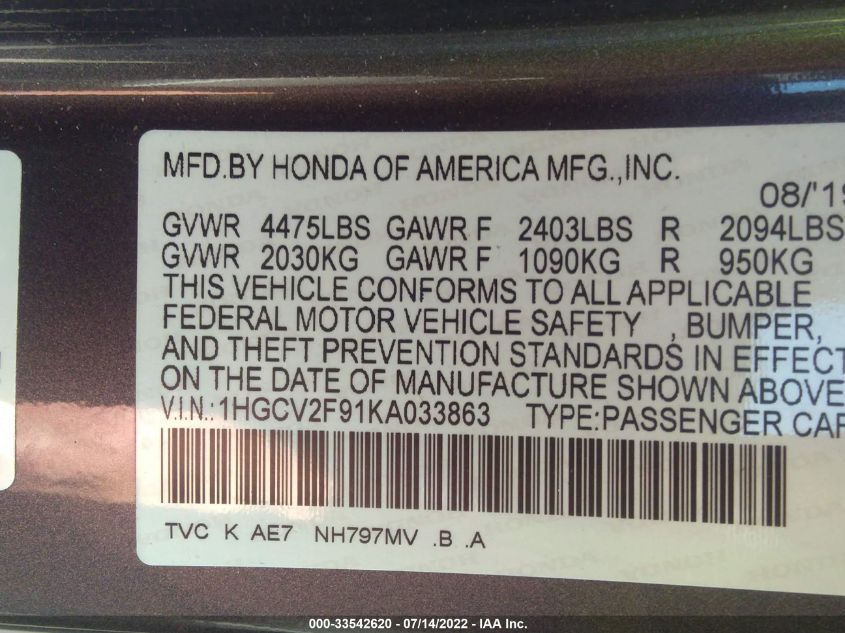 MFD.BY HONDA OF AMERICA MFG.,INC.
08/'19
GVWR 4475LBS GAWR F 2403LBS R 2094LBS
GVWR 2030KG GAWR F 1090KG R 950KG
THIS VEHICLE CONFORMS TO ALL APPLICABLE
FEDERAL MOTOR VEHICLE SAFETY , BUMPER,
AND THEFT PREVENTION STANDARDS IN EFFECT
ON THE DATE OF MANUFACTURE SHOWN ABOVE
V.I.N.:1HGCV2F91KA033863 TYPE:PASSENGER CAR
TVC K AE7 NH797MV .B .A
000-33542620 - 07/14/2022 - IAA Inc.